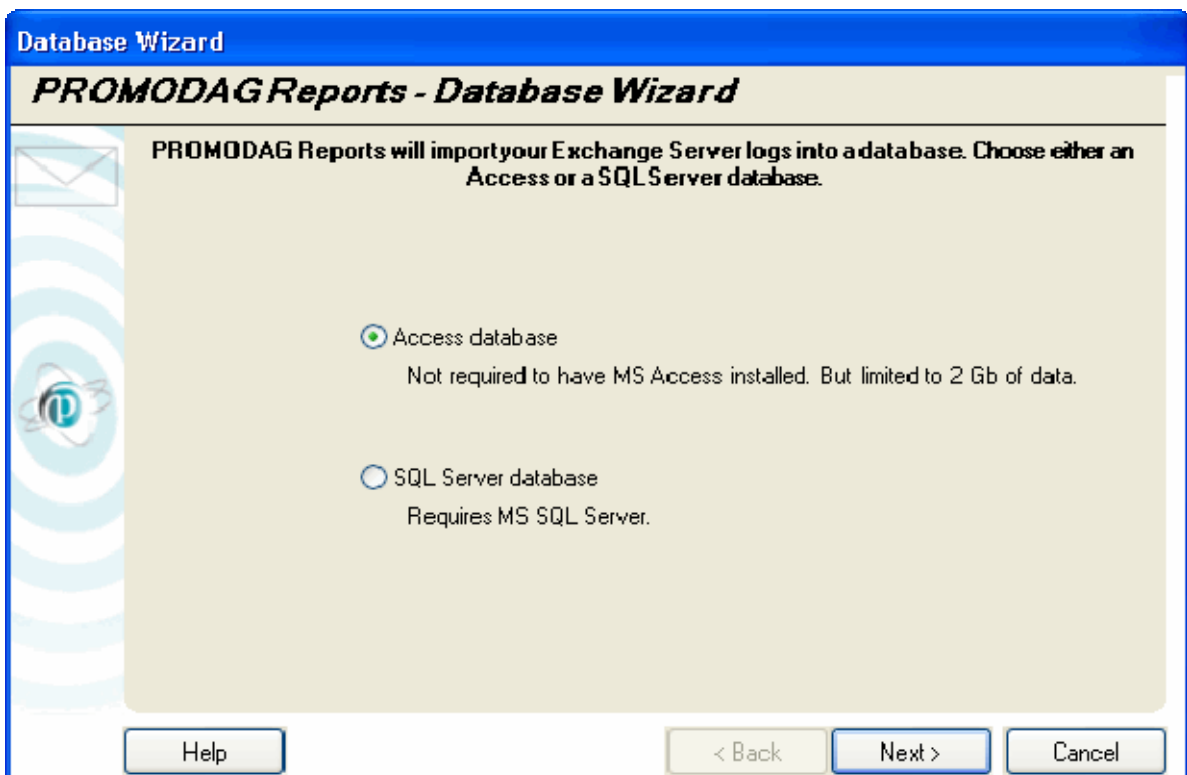 Database Wizard
PROMODAG Reports - Database Wizard
PROMODAG Reports will import your Exchange Server logs into a database. Choose either an
Access or a SQL Server database.
Access database
Not required to have MS Access installed. But limited to 2 Gb of data.
SQL Server database
Requires MS SQL Server.
Help
< Back
Next >
Cancel